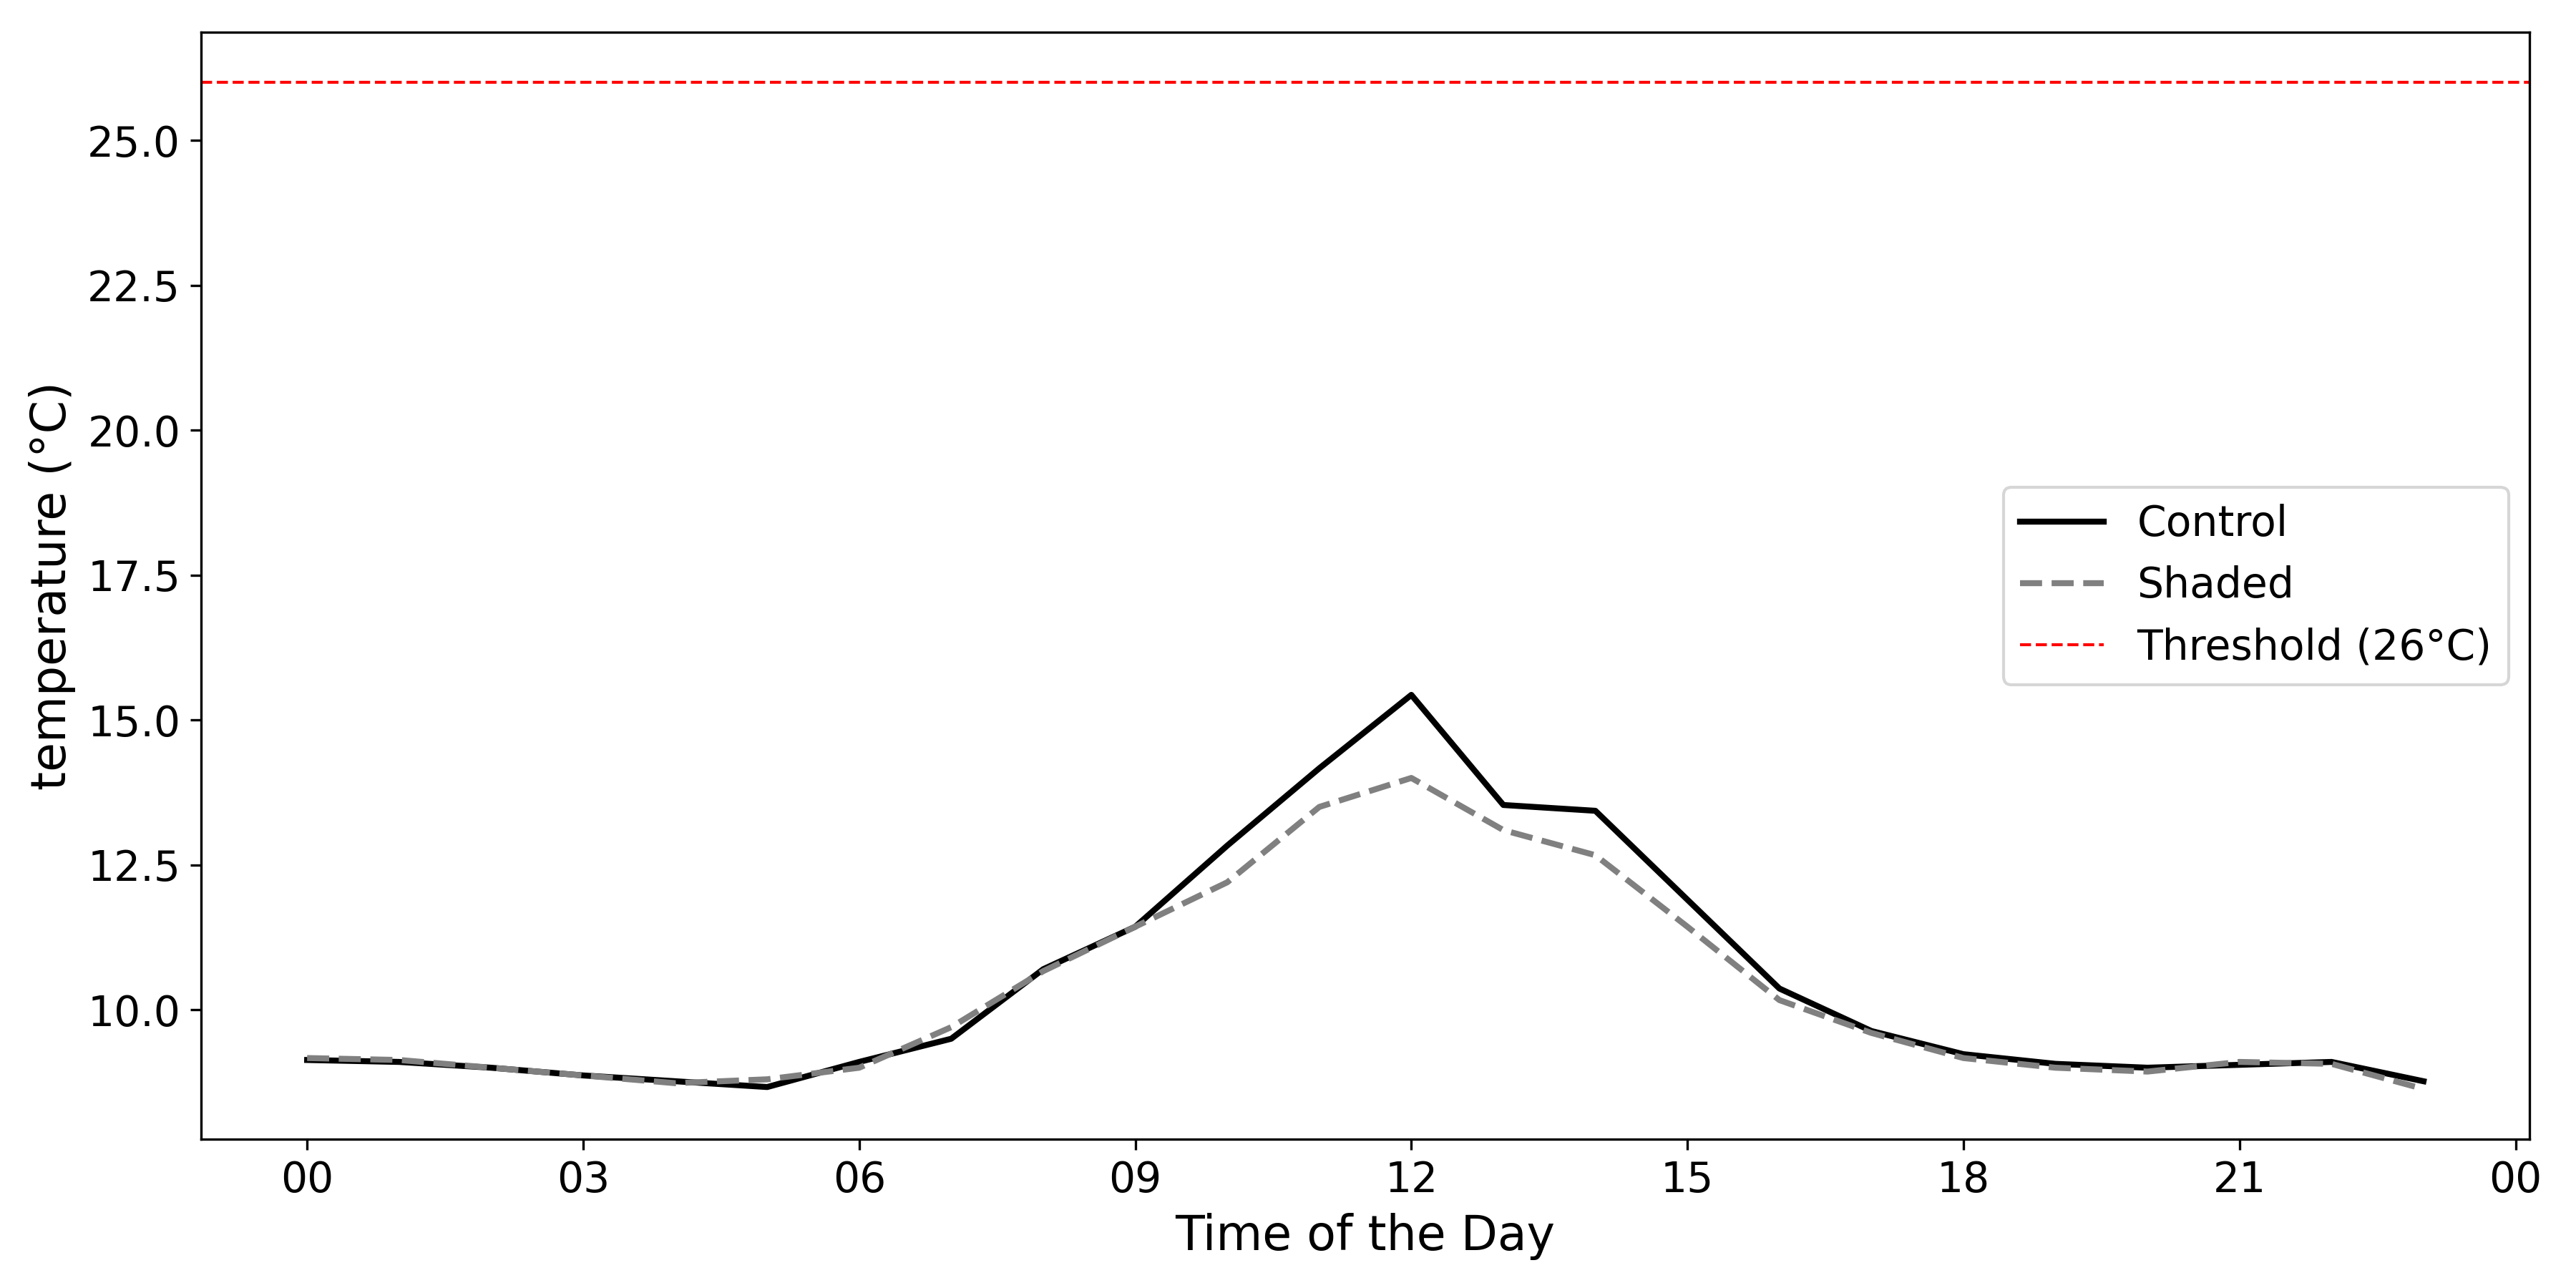 25.0
22.5
20.0
17.5
15.0
12.5
10.0
temperature (°C)
Control
Shaded
Threshold (26°C)
00 03 06 09 12 15 18 21 00
Time of the Day